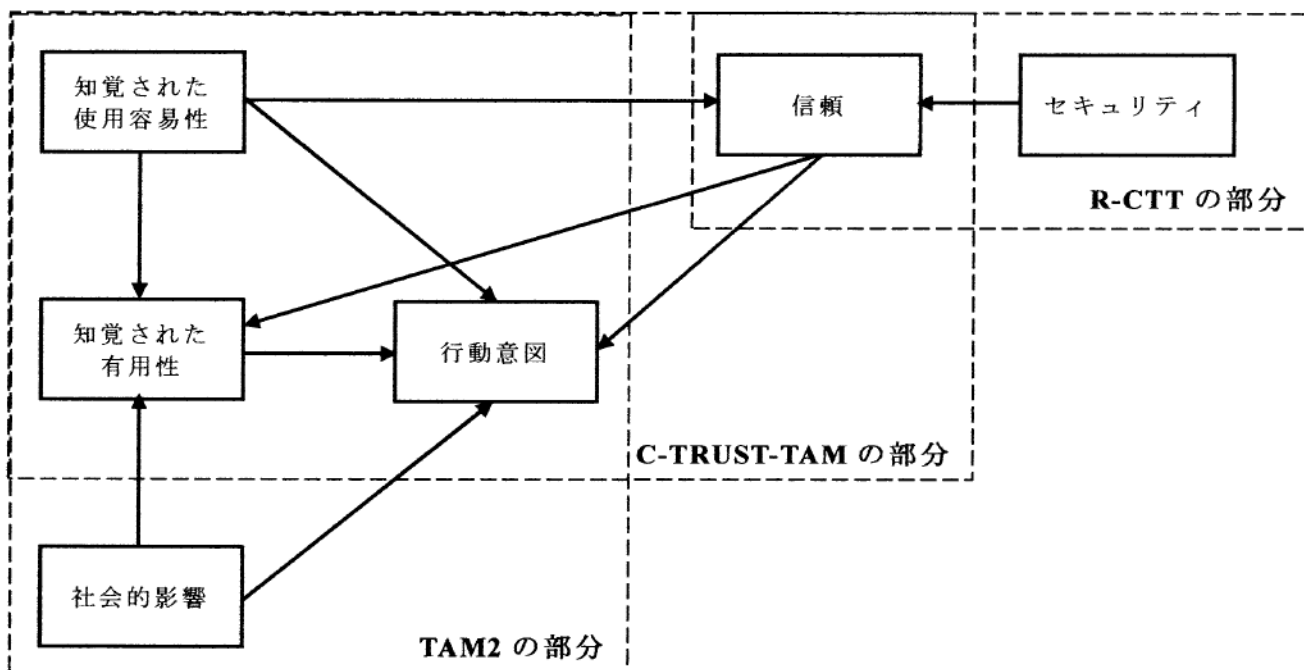 知覚された
使用容易性
信頼
セキュリティ
R-CTT の部分
知覚された
有用性
行動意図
C-TRUST-TAM の部分
社会的影響
TAM2 の部分